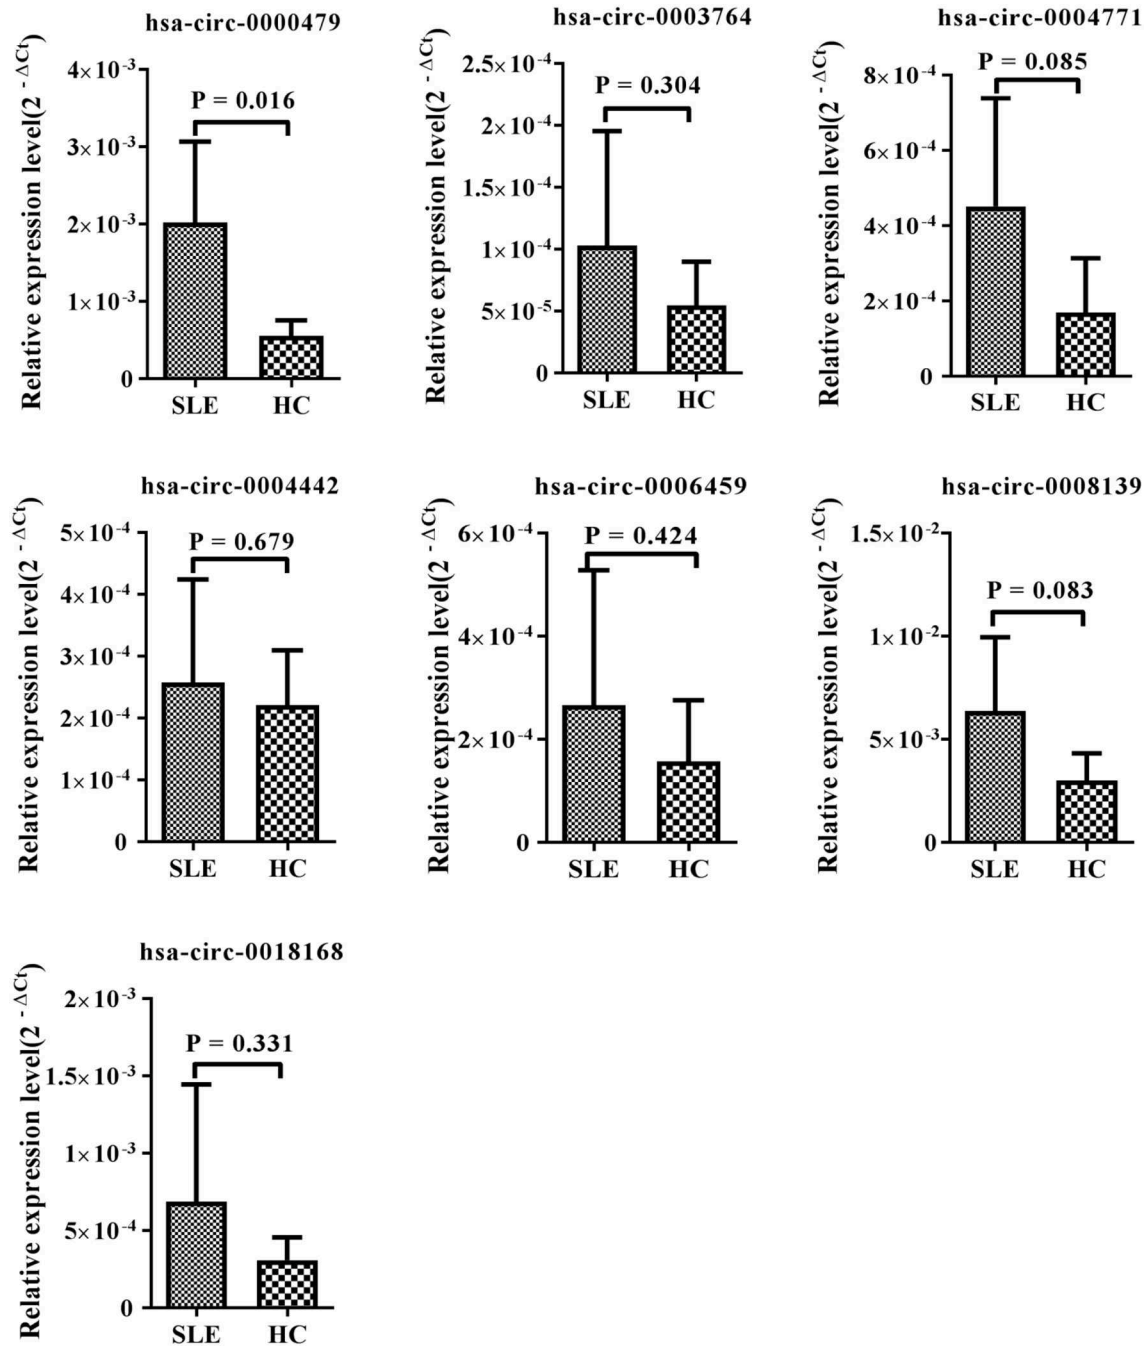 hsa-circ-0000479
Relative expression level(2 - ΔCt)
4×10-3
3×10-3
2×10-3
1×10-3
0
P = 0.016
SLE HC
hsa-circ-0003764
Relative expression level(2 - ΔCt)
2.5×10-4
2×10-4
1.5×10-4
1×10-4
5×10-5
0
P = 0.304
SLE HC
hsa-circ-0004771
Relative expression level(2 - ΔCt)
8×10-4
6×10-4
4×10-4
2×10-4
0
P = 0.085
SLE HC
hsa-circ-0004442
Relative expression level(2 - ΔCt)
5×10-4
4×10-4
3×10-4
2×10-4
1×10-4
0
P = 0.679
SLE HC
hsa-circ-0006459
Relative expression level(2 - ΔCt)
6×10-4
4×10-4
2×10-4
0
P = 0.424
SLE HC
hsa-circ-0008139
Relative expression level(2 - ΔCt)
1.5×10-2
1×10-2
5×10-3
0
P = 0.083
SLE HC
hsa-circ-0018168
Relative expression level(2 - ΔCt)
2×10-3
1.5×10-3
1×10-3
5×10-4
0
P = 0.331
SLE HC